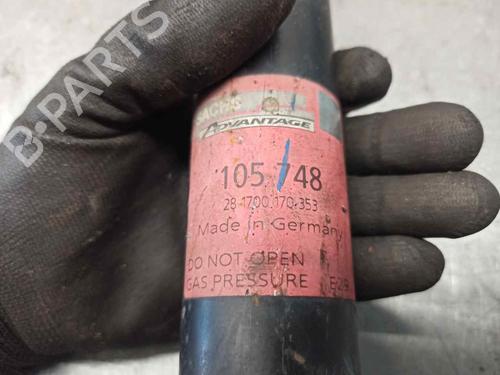 B-PARTS
SACHS
ADVANTAGE
105 748
28 1700 170 353
Made in Germany
DO NOT OPEN
GAS PRESSURE